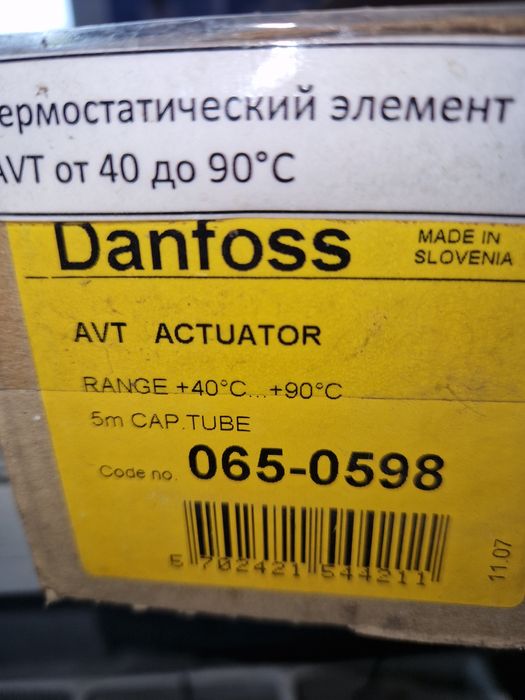 ермостатический элемент
AVT от 40 до 90°С
Danfoss
MADE IN
SLOVENIA
AVT ACTUATOR
RANGE +40°C...+90°C
5m CAP.TUBE
Code no. 065-0598
5 702421 544211
11.07